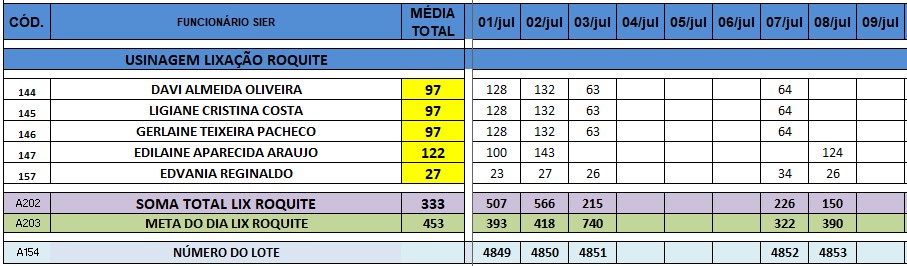 CÓD. FUNCIONÁRIO SIER MÉDIA TOTAL 01/jul 02/jul 03/jul 04/jul 05/jul 06/jul 07/jul 08/jul 09/jul
USINAGEM LIXAÇÃO ROQUITE
144 DAVI ALMEIDA OLIVEIRA 97 128 132 63 64
145 LIGIANE CRISTINA COSTA 97 128 132 63 64
146 GERLAINE TEIXEIRA PACHECO 97 128 132 63 64
147 EDILAINE APARECIDA ARAUJO 122 100 143 124
157 EDVANIA REGINALDO 27 23 27 26 34 26
A202 SOMA TOTAL LIX ROQUITE 333 507 566 215 226 150
A203 META DO DIA LIX ROQUITE 453 393 418 740 322 390
A154 NÚMERO DO LOTE 4849 4850 4851 4852 4853